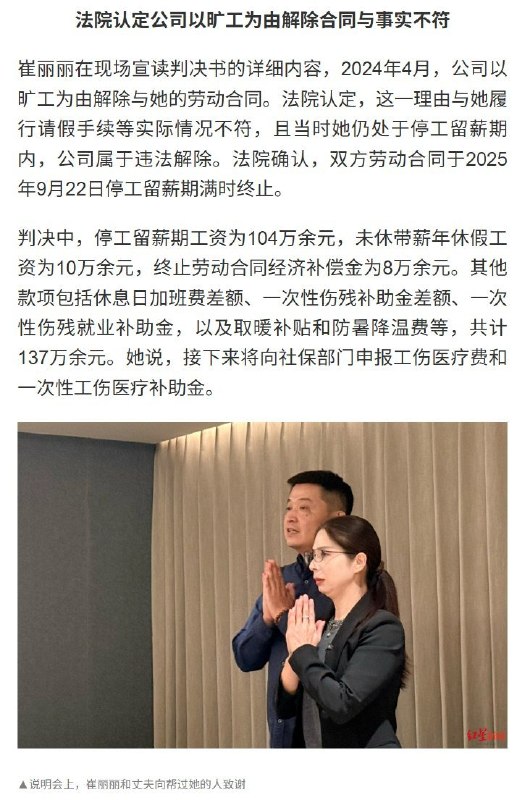 法院认定公司以旷工为由解除合同与事实不符
崔丽丽在现场宣读判决书的详细内容，2024年4月，公司以
旷工为由解除与她的劳动合同。法院认定，这一理由与她履
行请假手续等实际情况不符，且当时她仍处于停工留薪期
内，公司属于违法解除。法院确认，双方劳动合同于2025
年9月22日停工留薪期满时终止。
判决中，停工留薪期工资为104万余元，未休带薪年休假工
资为10万余元，终止劳动合同经济补偿金为8万余元。其他
款项包括休息日加班费差额、一次性伤残补助金差额、一次
性伤残就业补助金，以及取暖补贴和防暑降温费等，共计
137万余元。她说，接下来将向社保部门申报工伤医疗费和
一次性工伤医疗补助金。
红星
▲说明会上，崔丽丽和丈夫向帮过她的人致谢